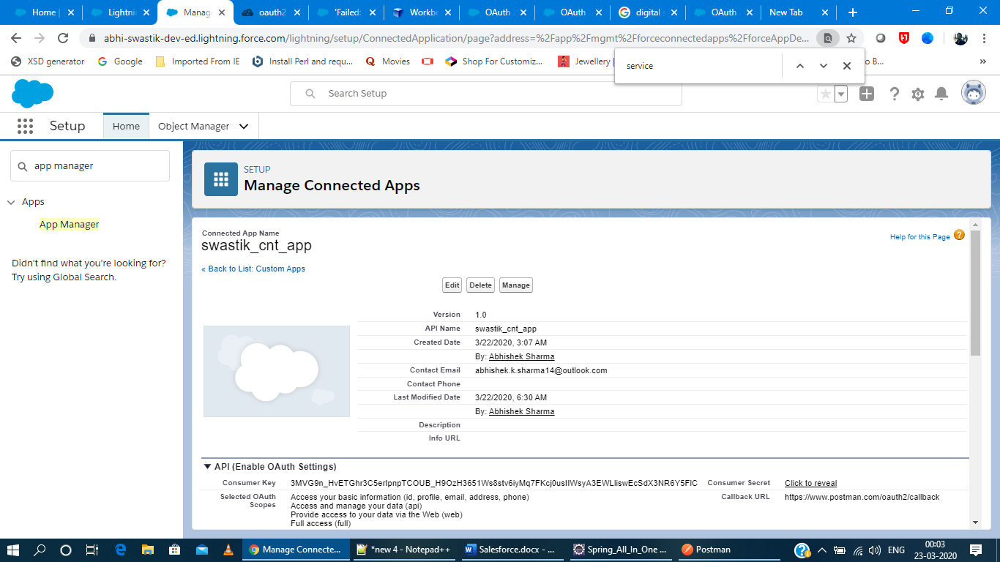 Home |
Lightni
Manag
oauth2
'Failed:
Workbe
OAuth
OAuth
digital s
OAuth
New Tab
abhi-swastik-dev-ed.lightning.force.com/lightning/setup/ConnectedApplication/page?address=%2Fapp%2Fmgmt%2Fforceconnectedapps%2FforceAppDe...
XSD generator
Google
Imported From IE
Install Perl and requ...
Movies
Shop For Customiz...
Jewellery
o B...
service
Search Setup
Setup
Home
Object Manager
app manager
Apps
App Manager
Didn't find what you're looking for?
Try using Global Search.
SETUP
Manage Connected Apps
Connected App Name
swastik_cnt_app
Help for this Page
« Back to List: Custom Apps
Edit Delete Manage
Version 1.0
API Name swastik_cnt_app
Created Date 3/22/2020, 3:07 AM
By: Abhishek Sharma
Contact Email abhishek.k.sharma14@outlook.com
Contact Phone
Last Modified Date 3/22/2020, 6:30 AM
By: Abhishek Sharma
Description
Info URL
API (Enable OAuth Settings)
Consumer Key 3MVG9n_HvETGhr3C5erIpnpTCOUB_H9OzH3651Ws8stv6iyMq7FKcj0usIIWsyA3EWLIiswEcSdX3NR6Y5FIC Consumer Secret Click to reveal
Selected OAuth Scopes Access your basic information (id, profile, email, address, phone) Callback URL https://www.postman.com/oauth2/callback
Access and manage your data (api)
Provide access to your data via the Web (web)
Full access (full)
Manage Connecte...
*new 4 - Notepad++
Salesforce.docx - ...
Spring_All_In_One ...
Postman
ENG
00:03
23-03-2020